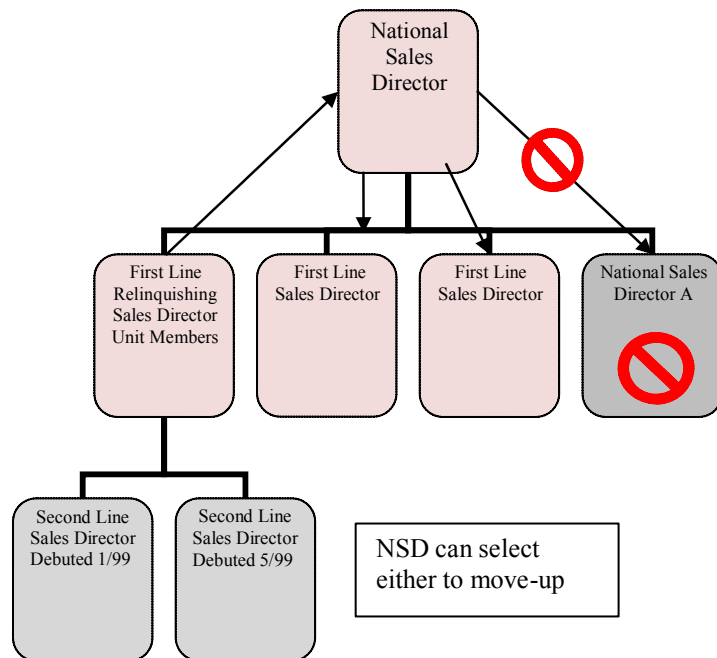 National
Sales
Director
First Line
Relinquishing
Sales Director
Unit Members
First Line
Sales Director
First Line
Sales Director
National Sales
Director A
Second Line
Sales Director
Debuted 1/99
Second Line
Sales Director
Debuted 5/99
NSD can select
either to move-up